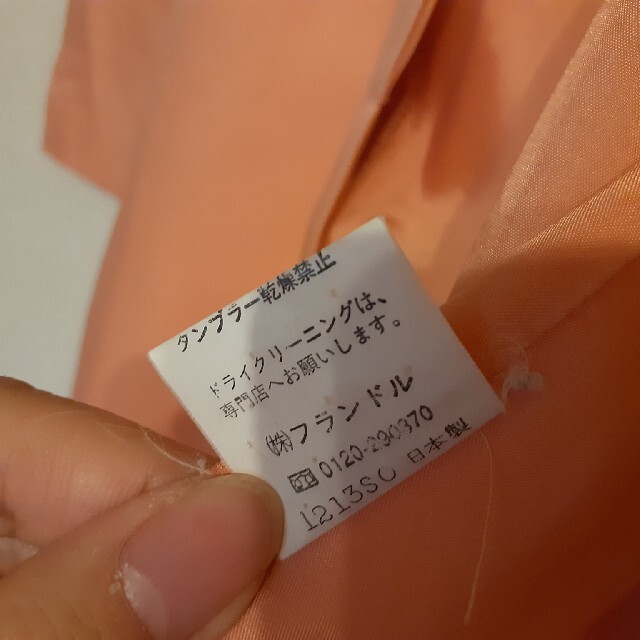 タンブラー乾燥禁止
ドライクリーニングは、
専門店へお願いします。
㈱フランドル
0120-290370
1213SC 日本製